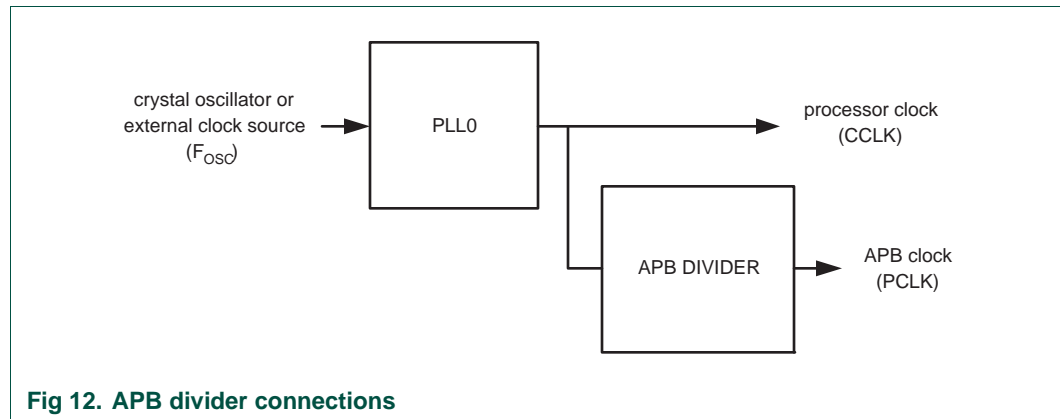 crystal oscillator or
external clock source
(FOSC)
PLL0
processor clock
(CCLK)
APB DIVIDER
APB clock
(PCLK)
Fig 12. APB divider connections